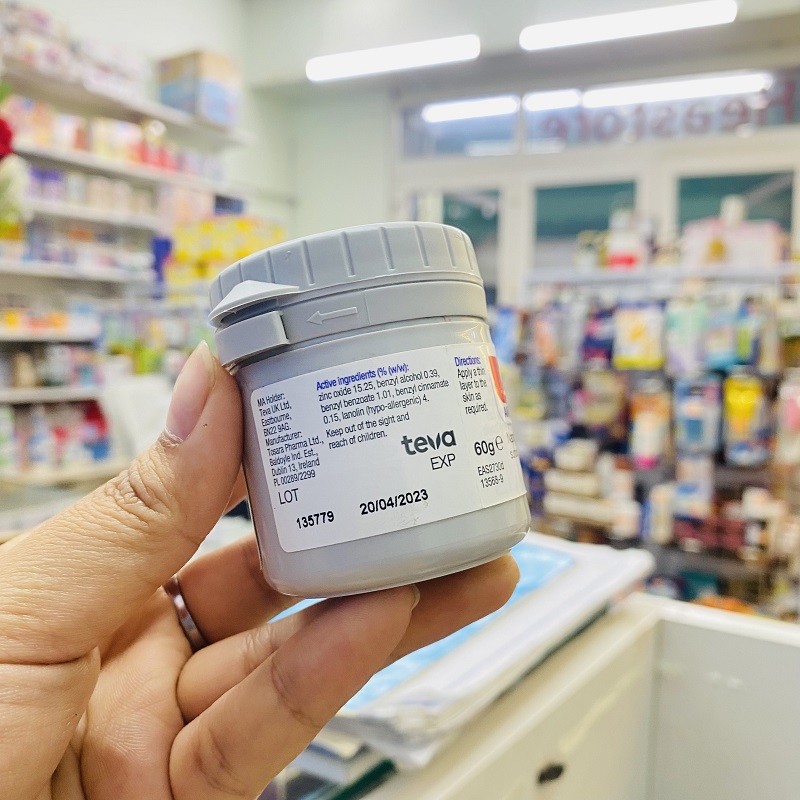 MA Holder:
Teva UK Ltd,
Eastbourne,
BN22 9AG.
Manufacturer:
Tosara Pharma Ltd.,
Baldoyle Ind. Est.,
Dublin 13, Ireland
PL 00289/2299
LOT
135779
Active ingredients (% (w/w):
zinc oxide 15.25, benzyl alcohol 0.39,
benzyl benzoate 1.01, benzyl cinnamate
0.15, lanolin (hypo-allergenic) 4.
Keep out of the sight and
reach of children.
teva
EXP
20/04/2023
Directions:
Apply a thin
layer to the
skin as
required.
60g e
13568-9